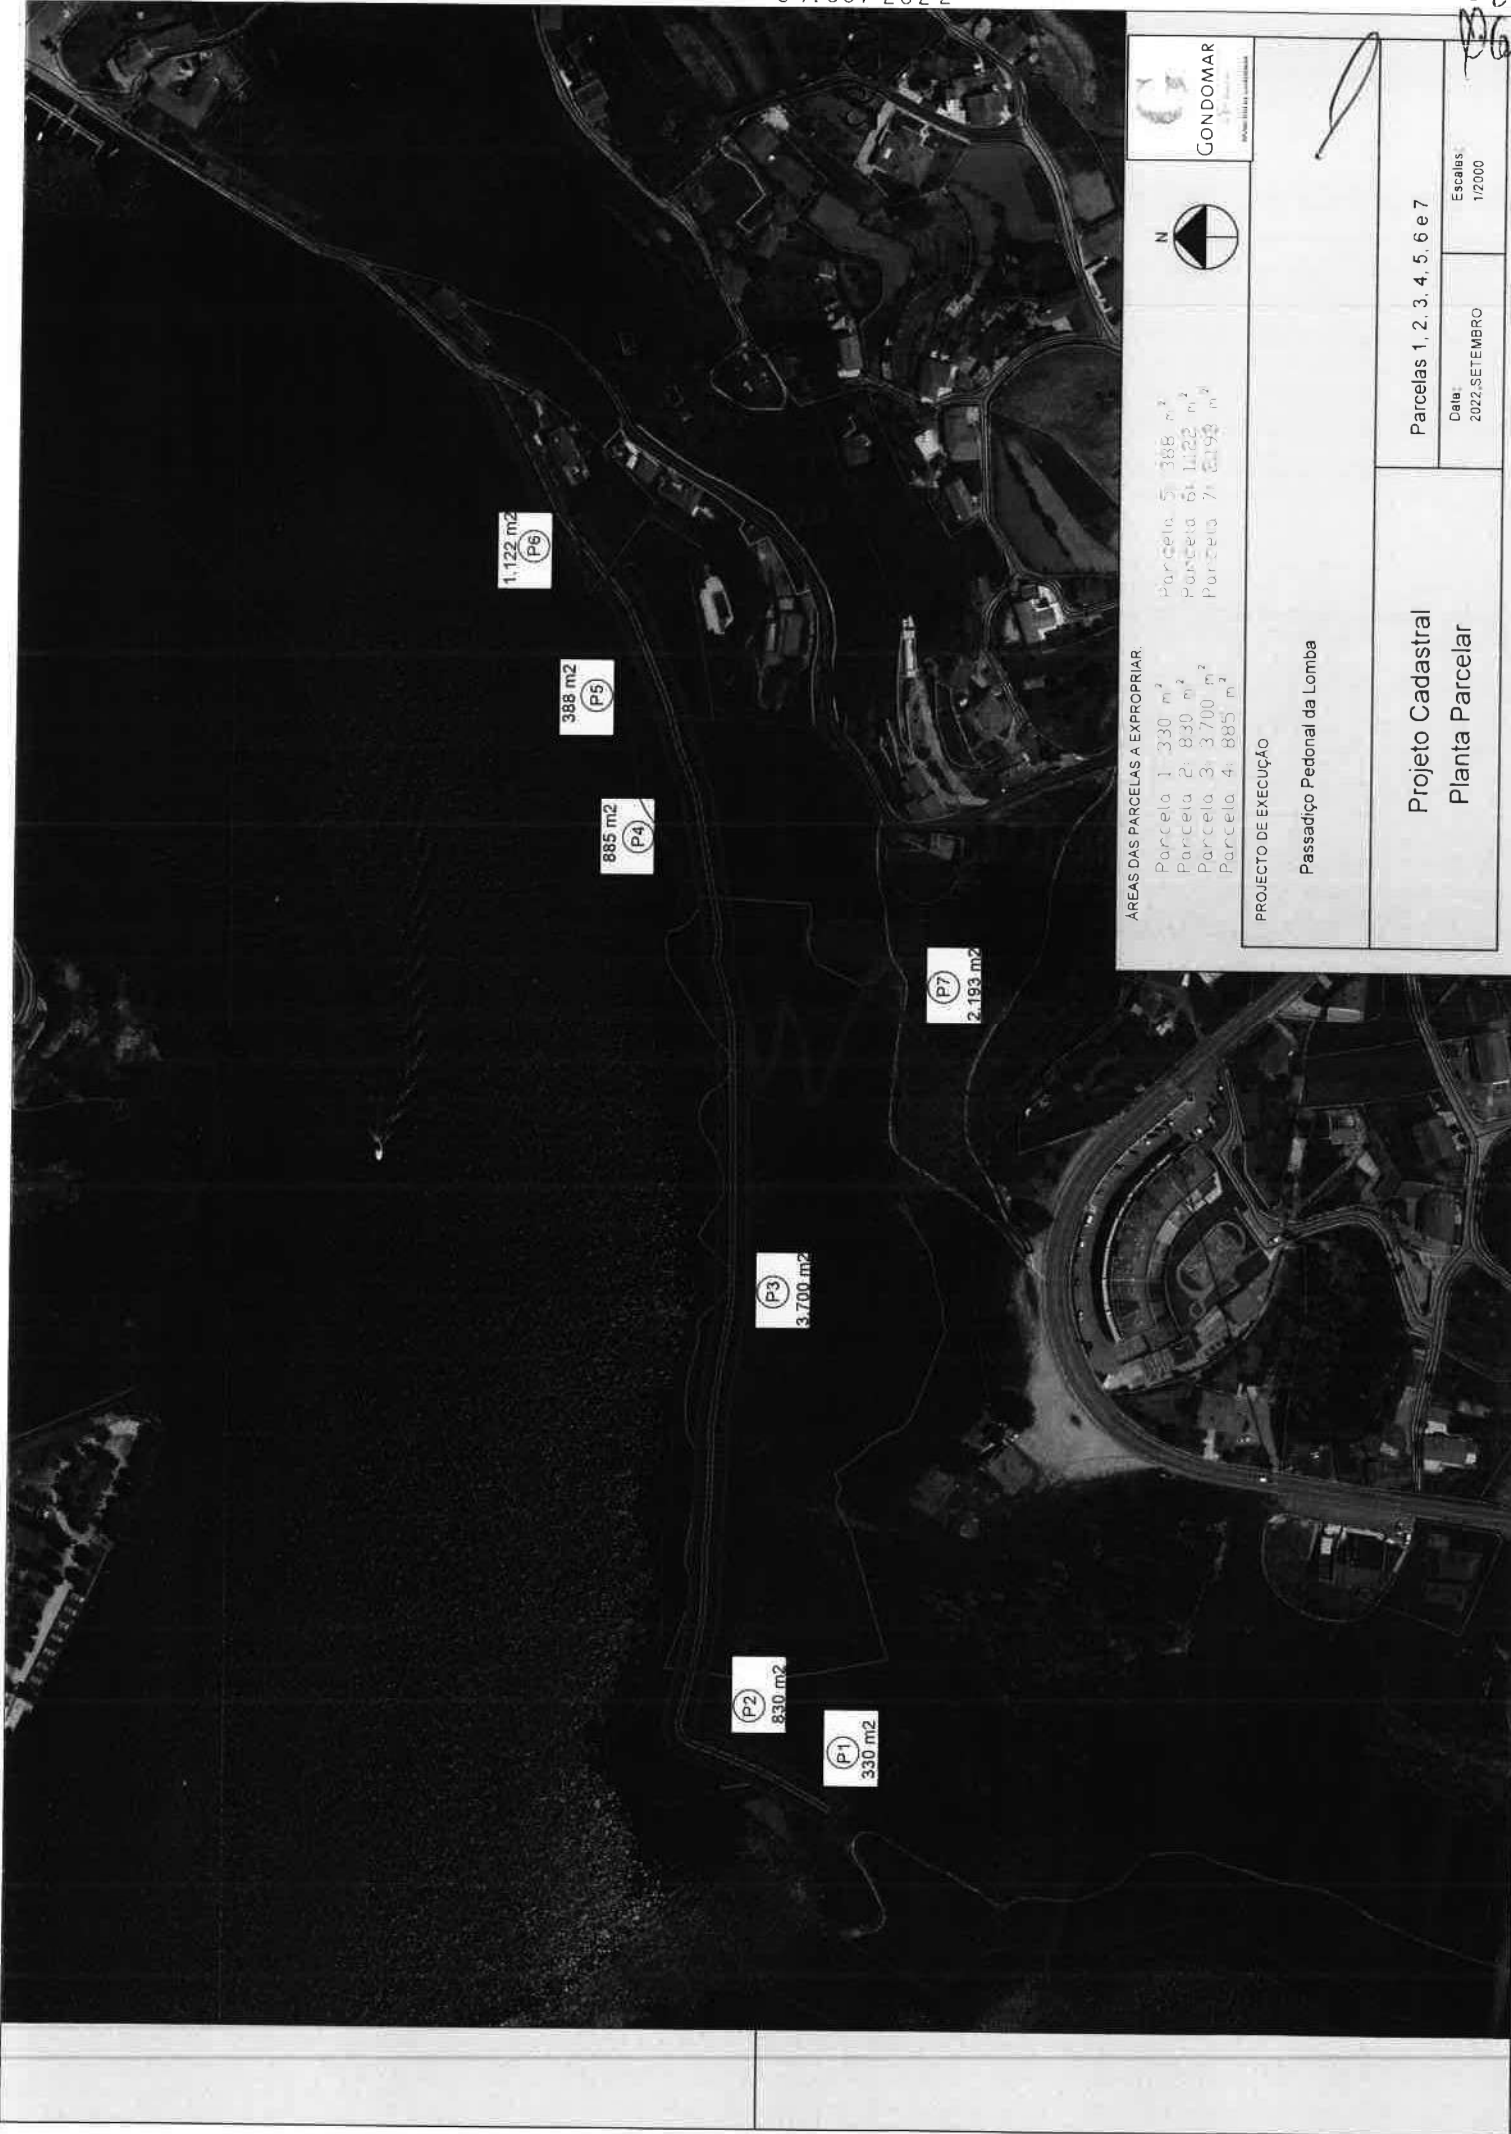 1.122 m2
P6
388 m2
P5
885 m2
P4
P7
2.193 m2
P3
3.700 m2
P2
830 m2
P1
330 m2
ÁREAS DAS PARCELAS A EXPROPRIAR:
Parcela 1: 330 m²
Parcela 2: 830 m²
Parcela 3: 3.700 m²
Parcela 4: 885 m²
Parcela 5: 388 m²
Parcela 6: 1122 m²
Parcela 7: 2193 m²
N
GONDOMAR
PROJECTO DE EXECUÇÃO
Passadiço Pedonal da Lomba
Projeto Cadastral
Planta Parcelar
Parcelas 1, 2, 3, 4, 5, 6 e 7
Data:
2022.SETEMBRO
Escalas:
1/2000